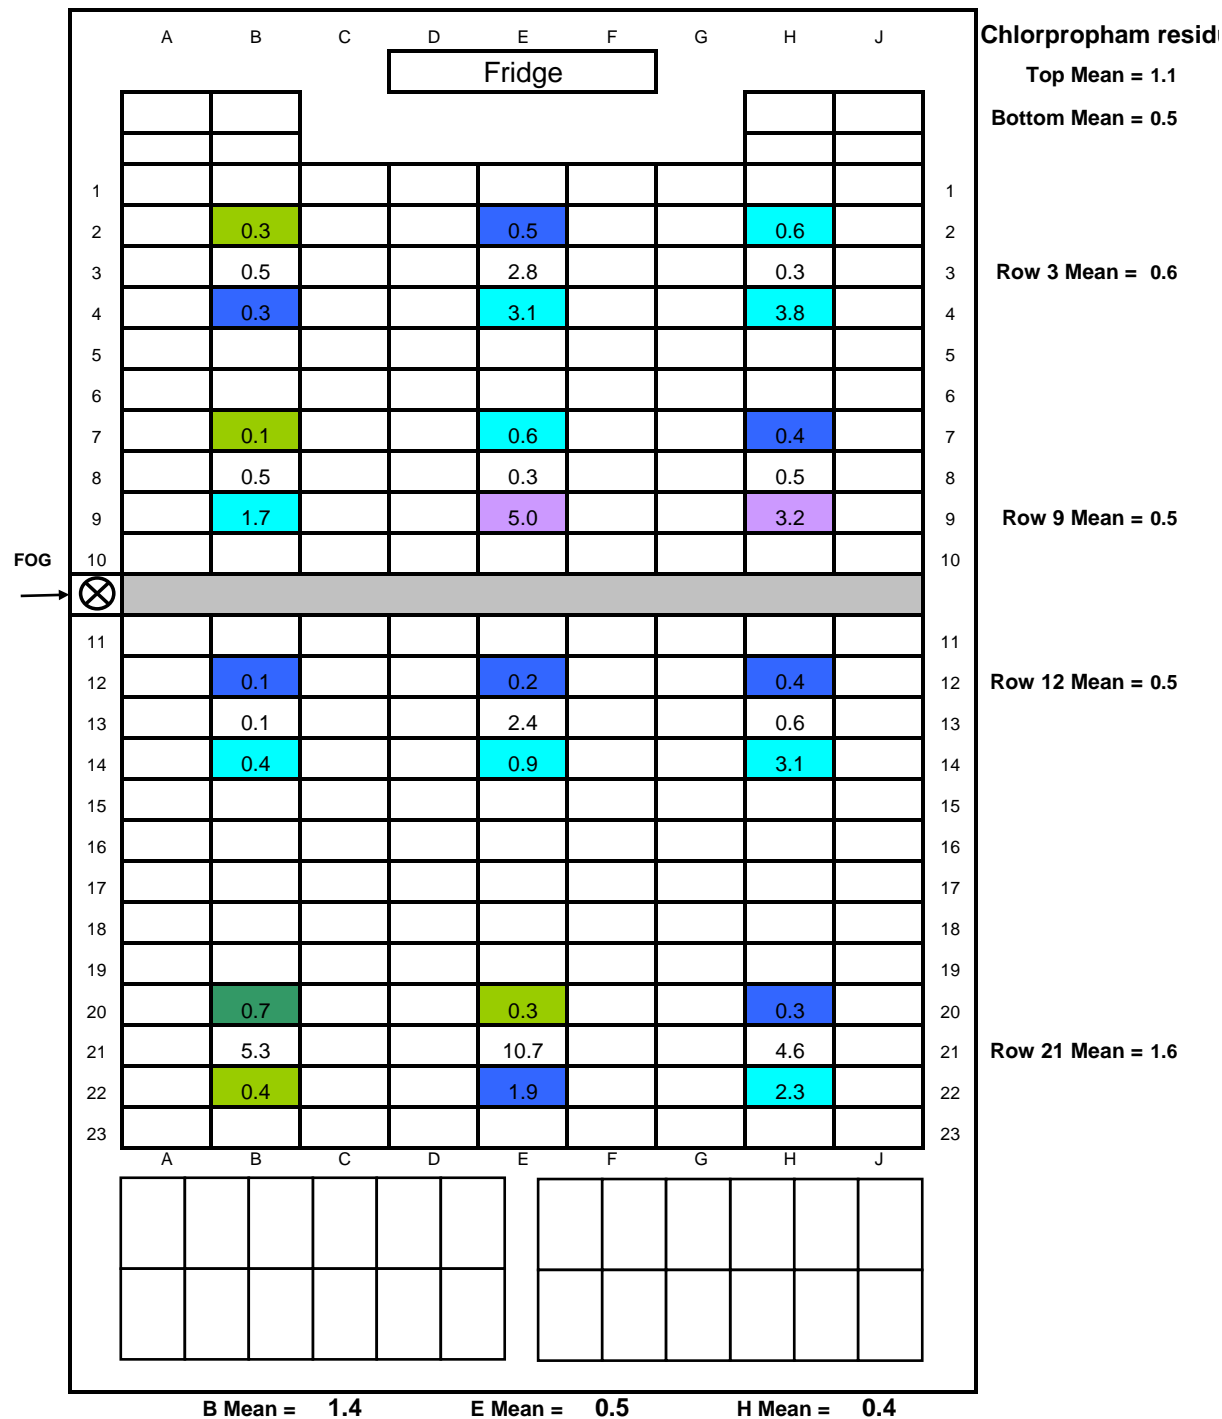 A B C D E F G H J Chlorpropham resid
Fridge Top Mean = 1.1
Bottom Mean = 0.5
1 1
2 0.3 0.5 0.6 2
3 0.5 2.8 0.3 3 Row 3 Mean = 0.6
4 0.3 3.1 3.8 4
5 5
6 6
7 0.1 0.6 0.4 7
8 0.5 0.3 0.5 8
9 1.7 5.0 3.2 9 Row 9 Mean = 0.5
FOG 10 10
11 11
12 0.1 0.2 0.4 12 Row 12 Mean = 0.5
13 0.1 2.4 0.6 13
14 0.4 0.9 3.1 14
15 15
16 16
17 17
18 18
19 19
20 0.7 0.3 0.3 20
21 5.3 10.7 4.6 21 Row 21 Mean = 1.6
22 0.4 1.9 2.3 22
23 23
A B C D E F G H J
B Mean = 1.4 E Mean = 0.5 H Mean = 0.4